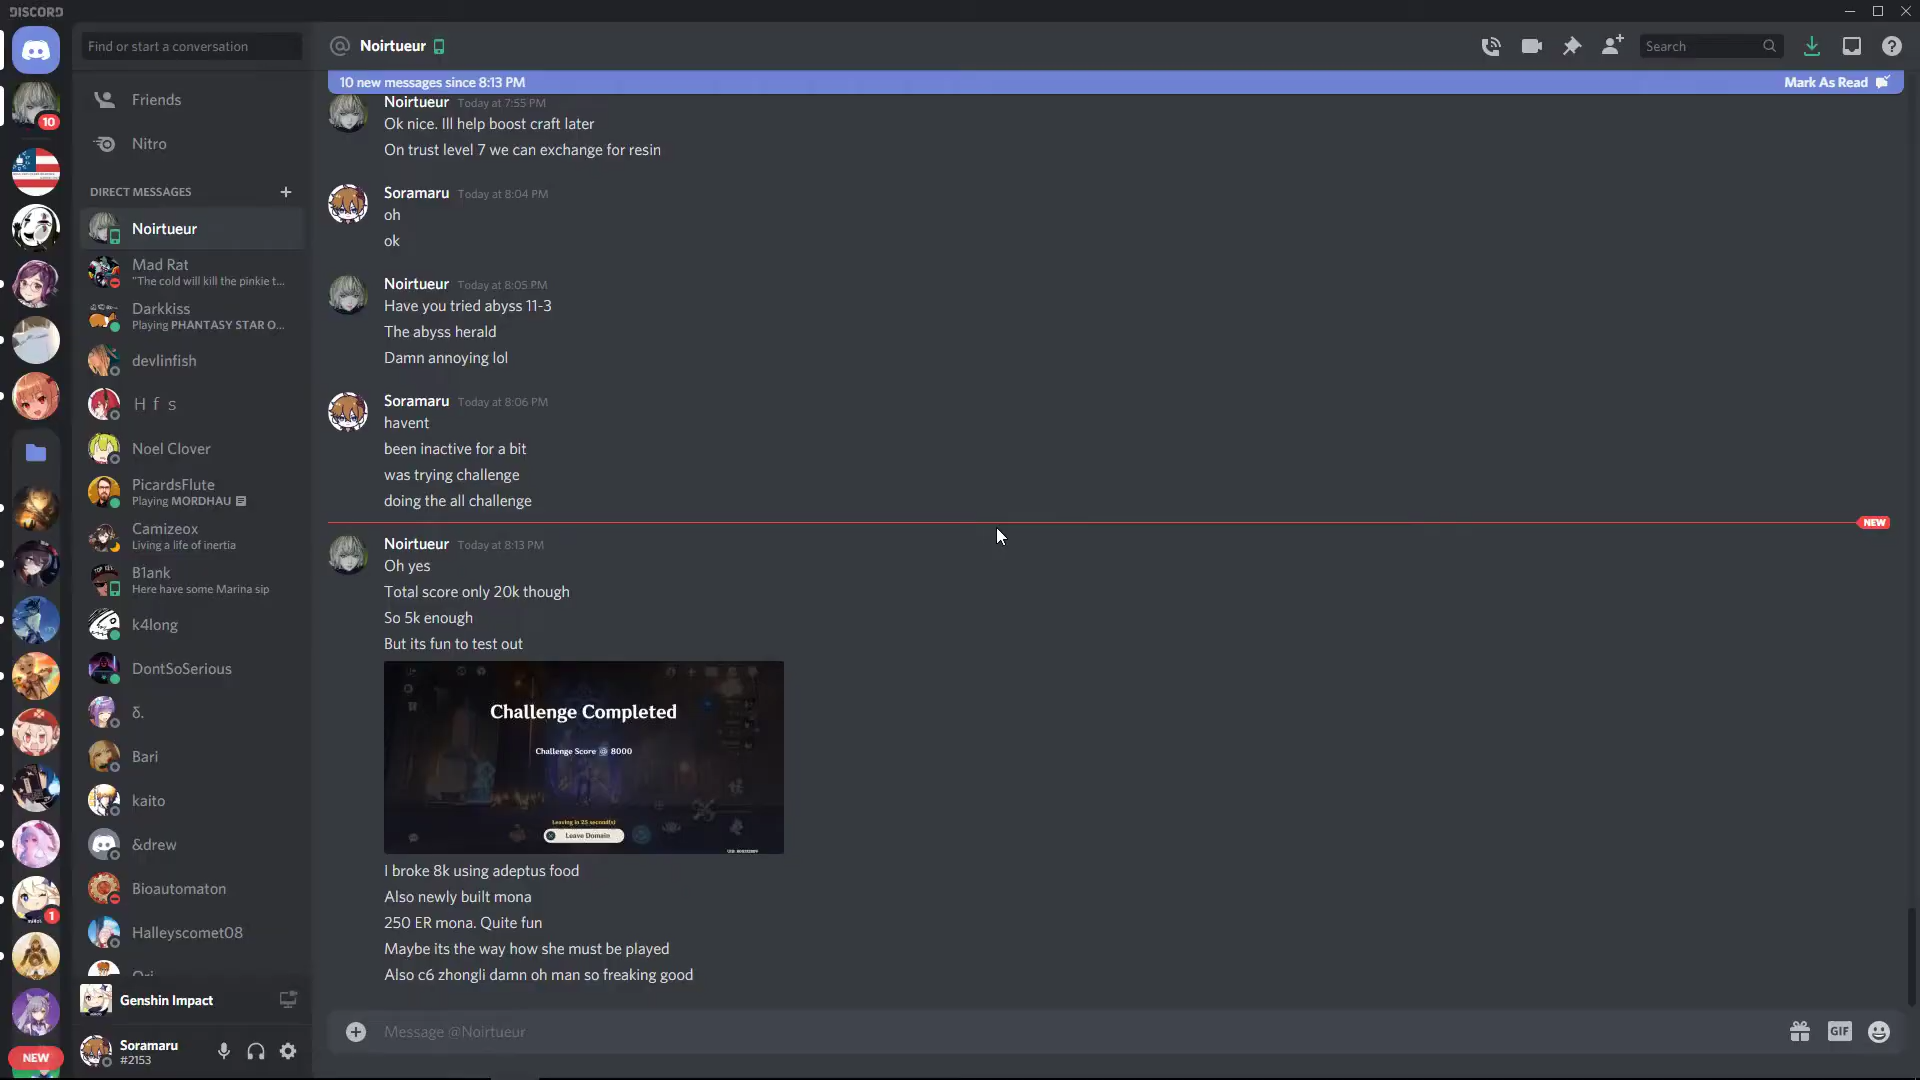 DISCORD
Find or start a conversation
Noirtueur
Search
10 new messages since 8:13 PM
Mark As Read
10
Friends
Nitro
DIRECT MESSAGES
Noirtueur
Mad Rat
"The cold will kill the pinkie t...
Darkkiss
Playing PHANTASY STAR O...
devlinfish
H f s
Noel Clover
PicardsFlute
Playing MORDHAU
Camizeox
Living a life of inertia
B1ank
Here have some Marina sip
k4long
DontSoSerious
δ.
Bari
kaito
&drew
Bioautomaton
Halleyscomet08
1
Genshin Impact
Soramaru
#2153
NEW
Noirtueur Today at 7:55 PM
Ok nice. Ill help boost craft later
On trust level 7 we can exchange for resin
Soramaru Today at 8:04 PM
oh
ok
Noirtueur Today at 8:05 PM
Have you tried abyss 11-3
The abyss herald
Damn annoying lol
Soramaru Today at 8:06 PM
havent
been inactive for a bit
was trying challenge
doing the all challenge
NEW
Noirtueur Today at 8:13 PM
Oh yes
Total score only 20k though
So 5k enough
But its fun to test out
Challenge Completed
Challenge Score 8000
Leaving in 25 second(s)
Leave Domain
I broke 8k using adeptus food
Also newly built mona
250 ER mona. Quite fun
Maybe its the way how she must be played
Also c6 zhongli damn oh man so freaking good
Message @Noirtueur
GIF